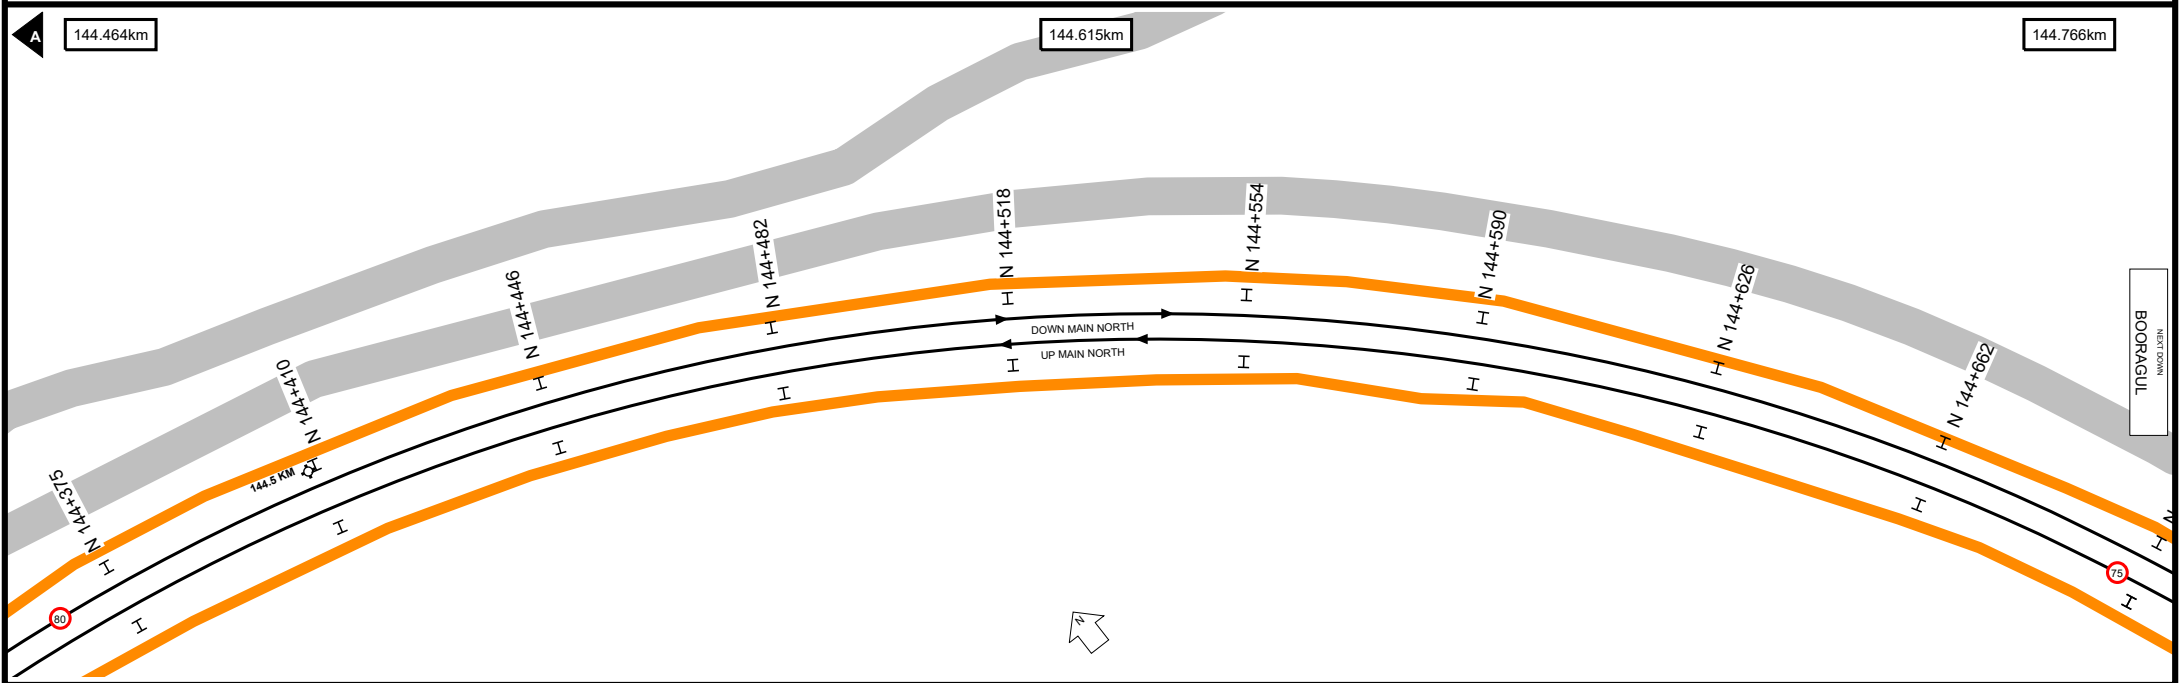 A
144.464km
144.615km
144.766km
N 144+375
N 144+410
N 144+446
N 144+482
N 144+518
N 144+554
N 144+590
N 144+626
N 144+662
144.5 KM
DOWN MAIN NORTH
UP MAIN NORTH
NEXT DOWN
BOORAGUL
80
75
N
N